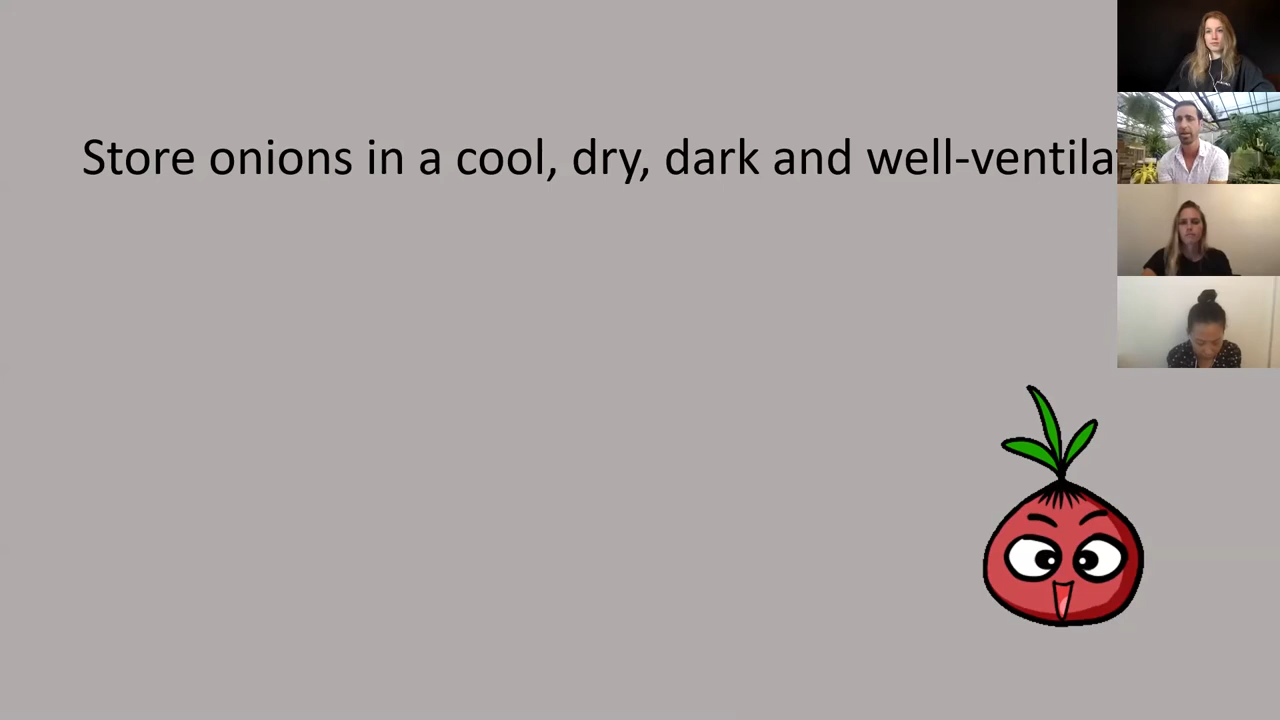 Store onions in a cool, dry, dark and well-ventila